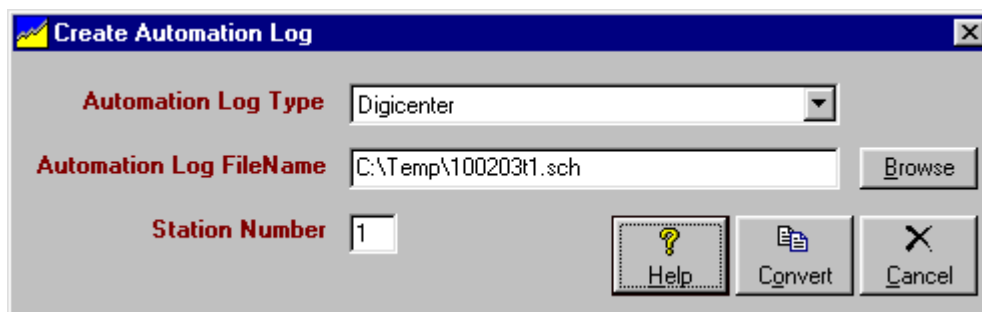 Create Automation Log
Automation Log Type
Digicenter
Automation Log FileName
C:\Temp\100203t1.sch
Browse
Station Number
1
Help
Convert
Cancel